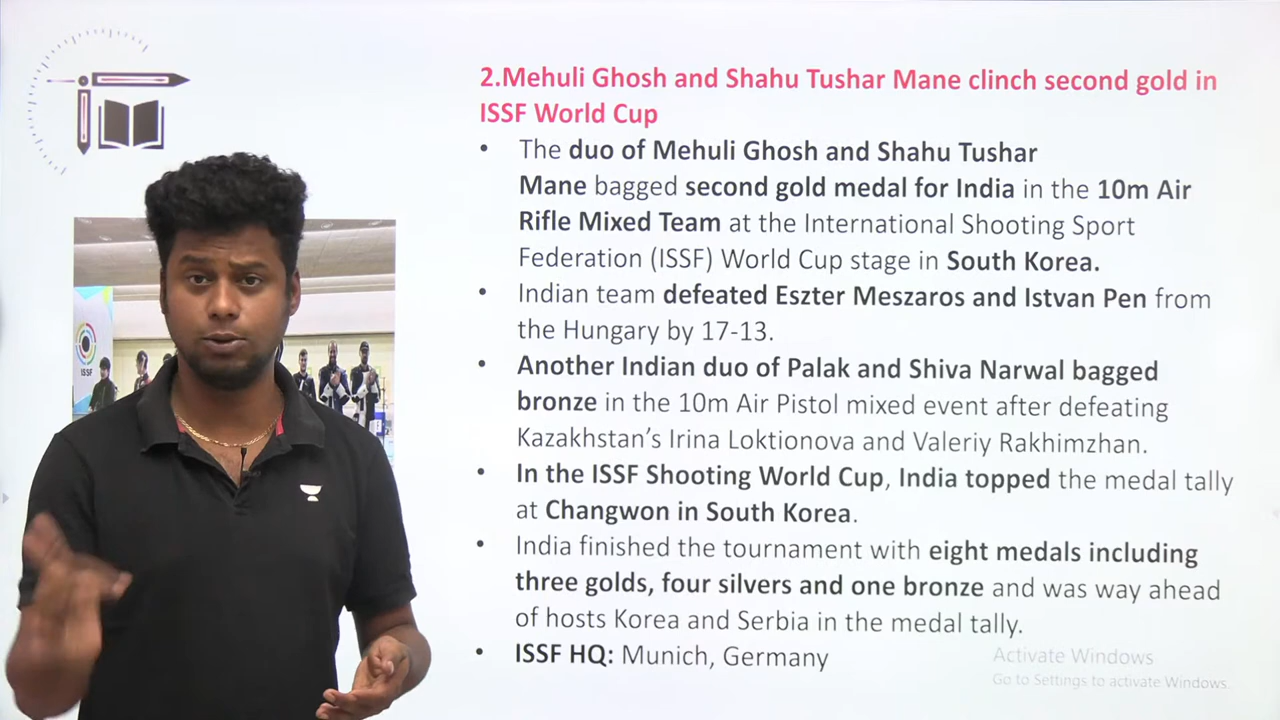 2.Mehuli Ghosh and Shahu Tushar Mane clinch second gold in
ISSF World Cup
• The duo of Mehuli Ghosh and Shahu Tushar
Mane bagged second gold medal for India in the 10m Air
Rifle Mixed Team at the International Shooting Sport
Federation (ISSF) World Cup stage in South Korea.
• Indian team defeated Eszter Meszaros and Istvan Pen from
the Hungary by 17-13.
• Another Indian duo of Palak and Shiva Narwal bagged
bronze in the 10m Air Pistol mixed event after defeating
Kazakhstan's Irina Loktionova and Valeriy Rakhimzhan.
• In the ISSF Shooting World Cup, India topped the medal tally
at Changwon in South Korea.
• India finished the tournament with eight medals including
three golds, four silvers and one bronze and was way ahead
of hosts Korea and Serbia in the medal tally.
• ISSF HQ: Munich, Germany
ISSF
Activate Windows
Go to Settings to activate Windows.